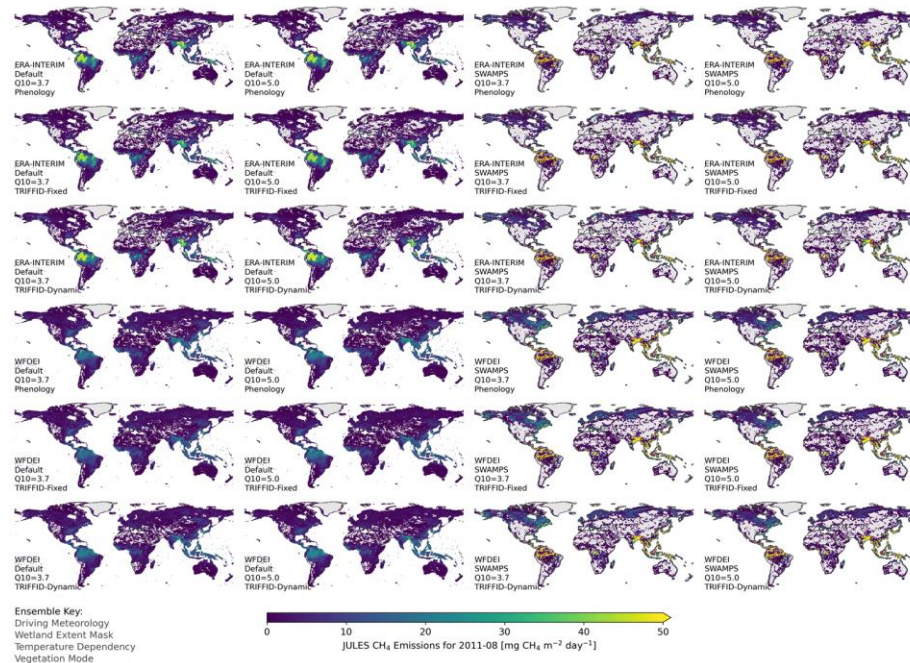 ERA-INTERIM
Default
Q10=3.7
Phenology
ERA-INTERIM
Default
Q10=5.0
Phenology
ERA-INTERIM
SWAMPS
Q10=3.7
Phenology
ERA-INTERIM
SWAMPS
Q10=5.0
Phenology
ERA-INTERIM
Default
Q10=3.7
TRIFFID-Fixed
ERA-INTERIM
Default
Q10=5.0
TRIFFID-Fixed
ERA-INTERIM
SWAMPS
Q10=3.7
TRIFFID-Fixed
ERA-INTERIM
SWAMPS
Q10=5.0
TRIFFID-Fixed
ERA-INTERIM
Default
Q10=3.7
TRIFFID-Dynamic
ERA-INTERIM
Default
Q10=5.0
TRIFFID-Dynamic
ERA-INTERIM
SWAMPS
Q10=3.7
TRIFFID-Dynamic
ERA-INTERIM
SWAMPS
Q10=5.0
TRIFFID-Dynamic
WFDEI
Default
Q10=3.7
Phenology
WFDEI
Default
Q10=5.0
Phenology
WFDEI
SWAMPS
Q10=3.7
Phenology
WFDEI
SWAMPS
Q10=5.0
Phenology
WFDEI
Default
Q10=3.7
TRIFFID-Fixed
WFDEI
Default
Q10=5.0
TRIFFID-Fixed
WFDEI
SWAMPS
Q10=3.7
TRIFFID-Fixed
WFDEI
SWAMPS
Q10=5.0
TRIFFID-Fixed
WFDEI
Default
Q10=3.7
TRIFFID-Dynamic
WFDEI
Default
Q10=5.0
TRIFFID-Dynamic
WFDEI
SWAMPS
Q10=3.7
TRIFFID-Dynamic
WFDEI
SWAMPS
Q10=5.0
TRIFFID-Dynamic
Ensemble Key:
Driving Meteorology
Wetland Extent Mask
Temperature Dependency
Vegetation Mode
0 10 20 30 40 50
JULES CH₄ Emissions for 2011-08 [mg CH₄ m⁻² day⁻¹]